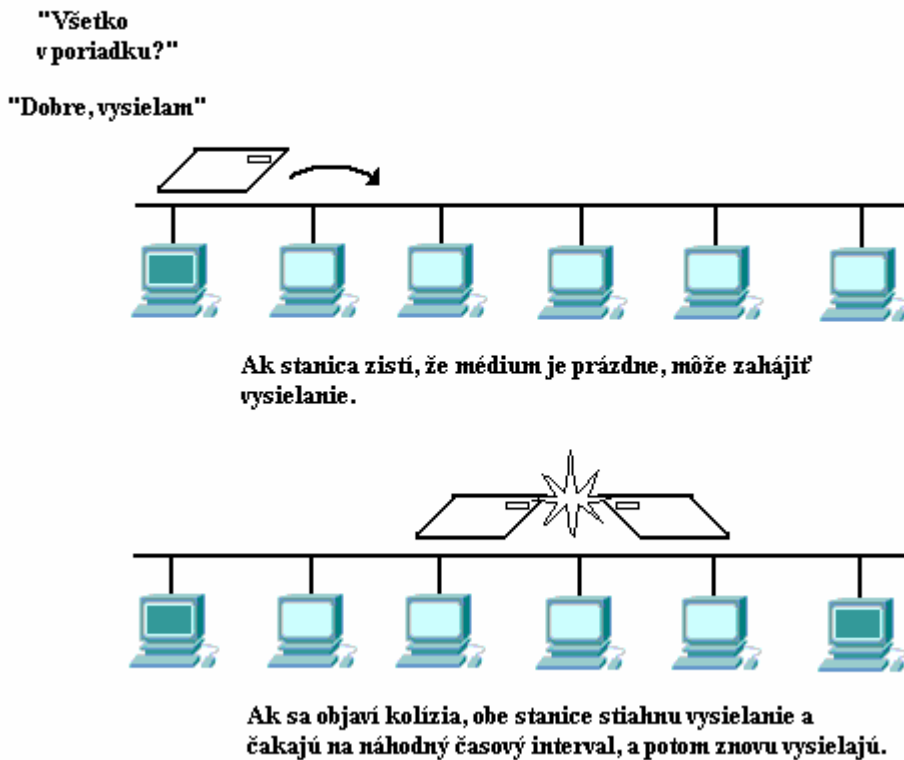 "Všetko
v poriadku?"
"Dobre, vysielam"
Ak stanica zistí, že médium je prázdne, môže zahájiť
vysielanie.
Ak sa objaví kolízia, obe stanice stiahnu vysielanie a
čakajú na náhodný časový interval, a potom znovu vysielajú.